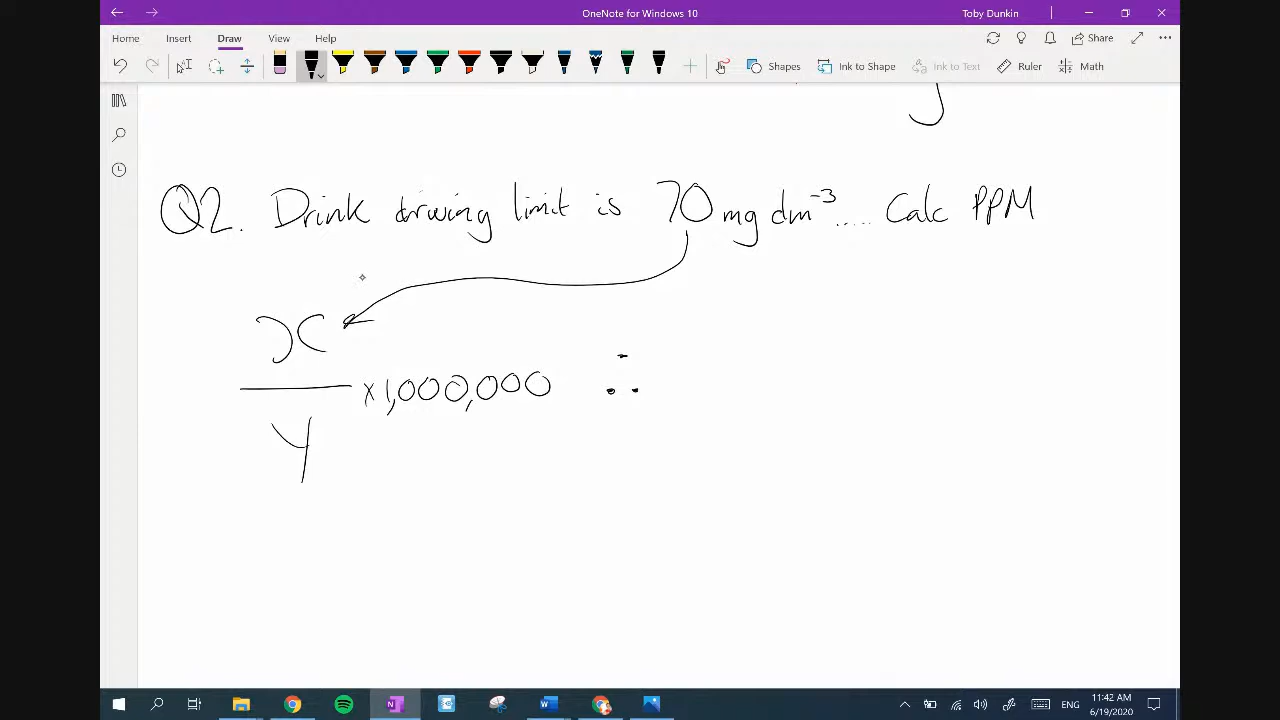 OneNote for Windows 10
Toby Dunkin
Home Insert Draw View Help
Share
Shapes Ink to Shape Ink to Text Ruler Math
Q2. Drink driving limit is 70 mg dm⁻³.... Calc PPM
x
×1,000,000 ∴
y
11:42 AM
ENG
6/19/2020